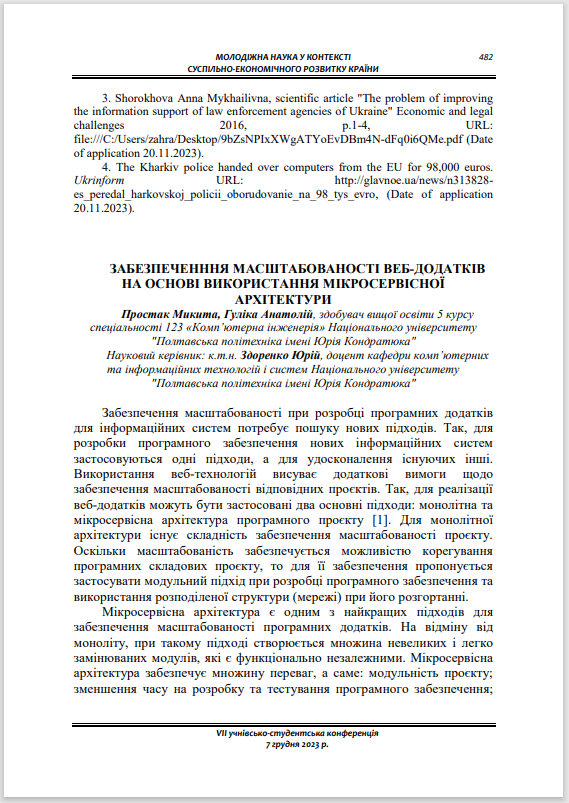 МОЛОДІЖНА НАУКА У КОНТЕКСТІ
482
СУСПІЛЬНО-ЕКОНОМІЧНОГО РОЗВИТКУ КРАЇНИ
3. Shorokhova Anna Mykhailivna, scientific article "The problem of improving
the information support of law enforcement agencies of Ukraine" Economic and legal
challenges 2016, p.1-4, URL:
file:///C:/Users/zahra/Desktop/9bZsNPIxXWgATYoEvDBm4N-dFq0i6QMe.pdf (Date
of application 20.11.2023).
4. The Kharkiv police handed over computers from the EU for 98,000 euros.
Ukrinform URL: http://glavnoe.ua/news/n313828-
es_peredal_harkovskoj_policii_oborudovanie_na_98_tys_evro, (Date of application
20.11.2023).
ЗАБЕЗПЕЧЕНННЯ МАСШТАБОВАНОСТІ ВЕБ-ДОДАТКІВ
НА ОСНОВІ ВИКОРИСТАННЯ МІКРОСЕРВІСНОЇ
АРХІТЕКТУРИ
Простак Микита, Гуліка Анатолій, здобувач вищої освіти 5 курсу
спеціальності 123 «Комп’ютерна інженерія» Національного університету
"Полтавська політехніка імені Юрія Кондратюка"
Науковий керівник: к.т.н. Здоренко Юрій, доцент кафедри комп’ютерних
та інформаційних технологій і систем Національного університету
"Полтавська політехніка імені Юрія Кондратюка"
Забезпечення масштабованості при розробці програмних додатків
для інформаційних систем потребує пошуку нових підходів. Так, для
розробки програмного забезпечення нових інформаційних систем
застосовуються одні підходи, а для удосконалення існуючих інші.
Використання веб-технологій висуває додаткові вимоги щодо
забезпечення масштабованості відповідних проєктів. Так, для реалізації
веб-додатків можуть бути застосовані два основні підходи: монолітна та
мікросервісна архітектура програмного проєкту [1]. Для монолітної
архітектури існує складність забезпечення масштабованості проєкту.
Оскільки масштабованість забезпечується можливістю корегування
програмних складових проєкту, то для її забезпечення пропонується
застосувати модульний підхід при розробці програмного забезпечення та
використання розподіленої структури (мережі) при його розгортанні.
Мікросервісна архітектура є одним з найкращих підходів для
забезпечення масштабованості програмних додатків. На відміну від
моноліту, при такому підході створюється множина невеликих і легко
замінюваних модулів, які є функціонально незалежними. Мікросервісна
архітектура забезпечує множину переваг, а саме: модульність проєкту;
зменшення часу на розробку та тестування програмного забезпечення;
VII учнівсько-студентська конференція
7 грудня 2023 р.